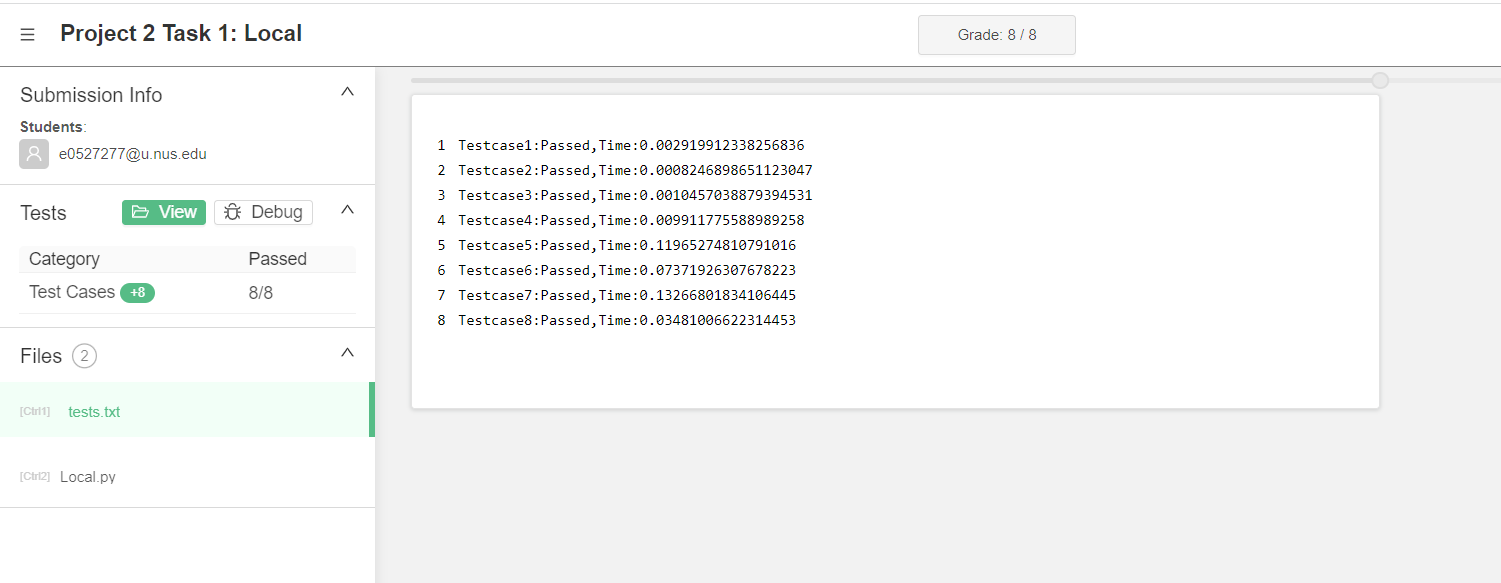 Project 2 Task 1: Local
Grade: 8 / 8
Submission Info
Students:
e0527277@u.nus.edu
Tests
View
Debug
Category Passed
Test Cases +8 8/8
Files 2
[Ctrl1] tests.txt
[Ctrl2] Local.py
1 Testcase1:Passed,Time:0.002919912338256836
2 Testcase2:Passed,Time:0.0008246898651123047
3 Testcase3:Passed,Time:0.0010457038879394531
4 Testcase4:Passed,Time:0.009911775588989258
5 Testcase5:Passed,Time:0.11965274810791016
6 Testcase6:Passed,Time:0.07371926307678223
7 Testcase7:Passed,Time:0.13266801834106445
8 Testcase8:Passed,Time:0.03481006622314453